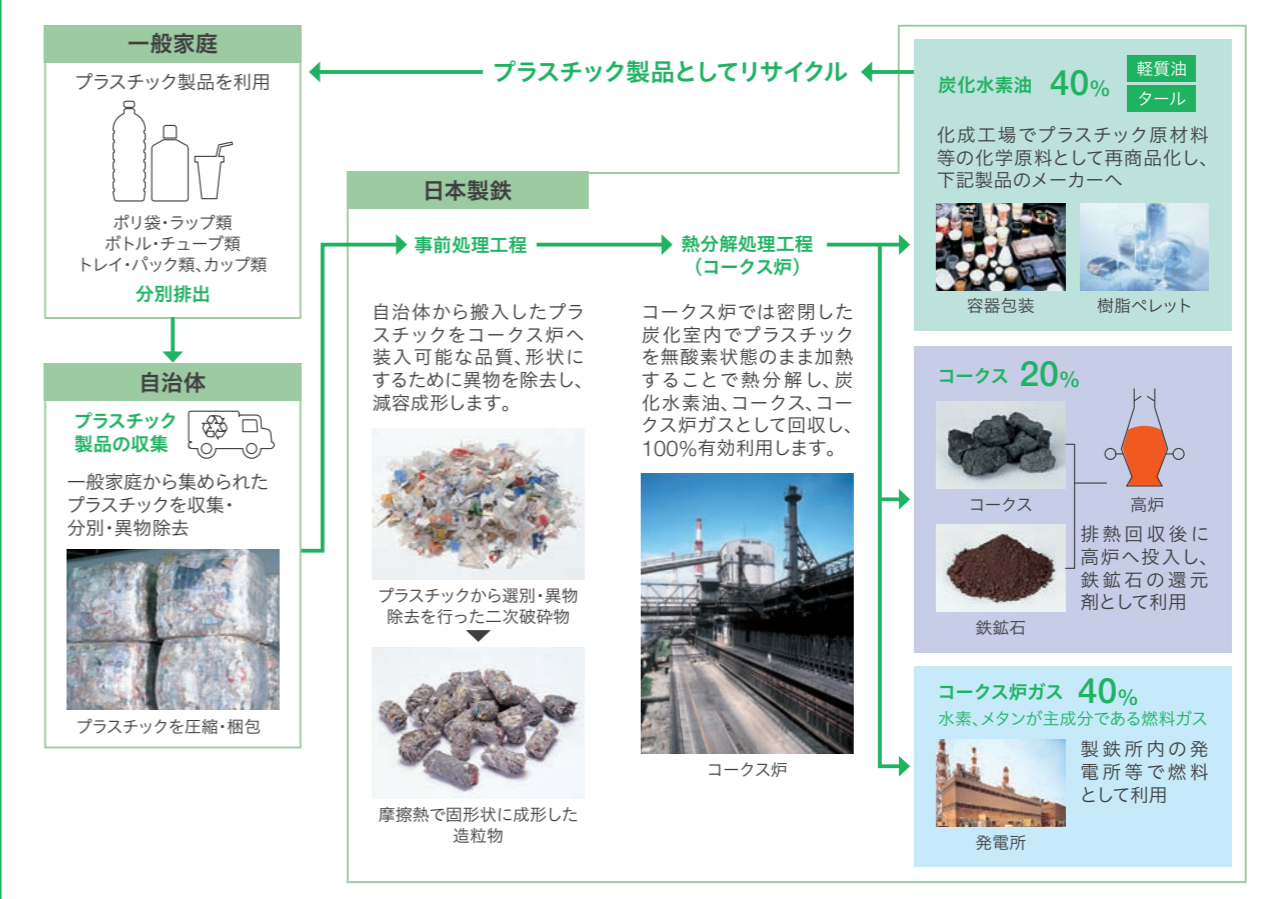 一般家庭
プラスチック製品を利用
ポリ袋・ラップ類
ボトル・チューブ類
トレイ・パック類、カップ類
分別排出
自治体
プラスチック
製品の収集
一般家庭から集められた
プラスチックを収集・
分別・異物除去
プラスチックを圧縮・梱包
プラスチック製品としてリサイクル
日本製鉄
事前処理工程
自治体から搬入したプラ
スチックをコークス炉へ
装入可能な品質、形状に
するために異物を除去し、
減容成形します。
プラスチックから選別・異物
除去を行った二次破砕物
摩擦熱で固形状に成形した
造粒物
熱分解処理工程
（コークス炉）
コークス炉では密閉した
炭化室内でプラスチック
を無酸素状態のまま加熱
することで熱分解し、炭
化水素油、コークス、コー
クス炉ガスとして回収し、
100%有効利用します。
コークス炉
炭化水素油 40%
軽質油
タール
化成工場でプラスチック原材料
等の化学原料として再商品化し、
下記製品のメーカーへ
容器包装
樹脂ペレット
コークス 20%
コークス
高炉
鉄鉱石
排熱回収後に
高炉へ投入し、
鉄鉱石の還元
剤として利用
コークス炉ガス 40%
水素、メタンが主成分である燃料ガス
発電所
製鉄所内の発
電所等で燃料
として利用